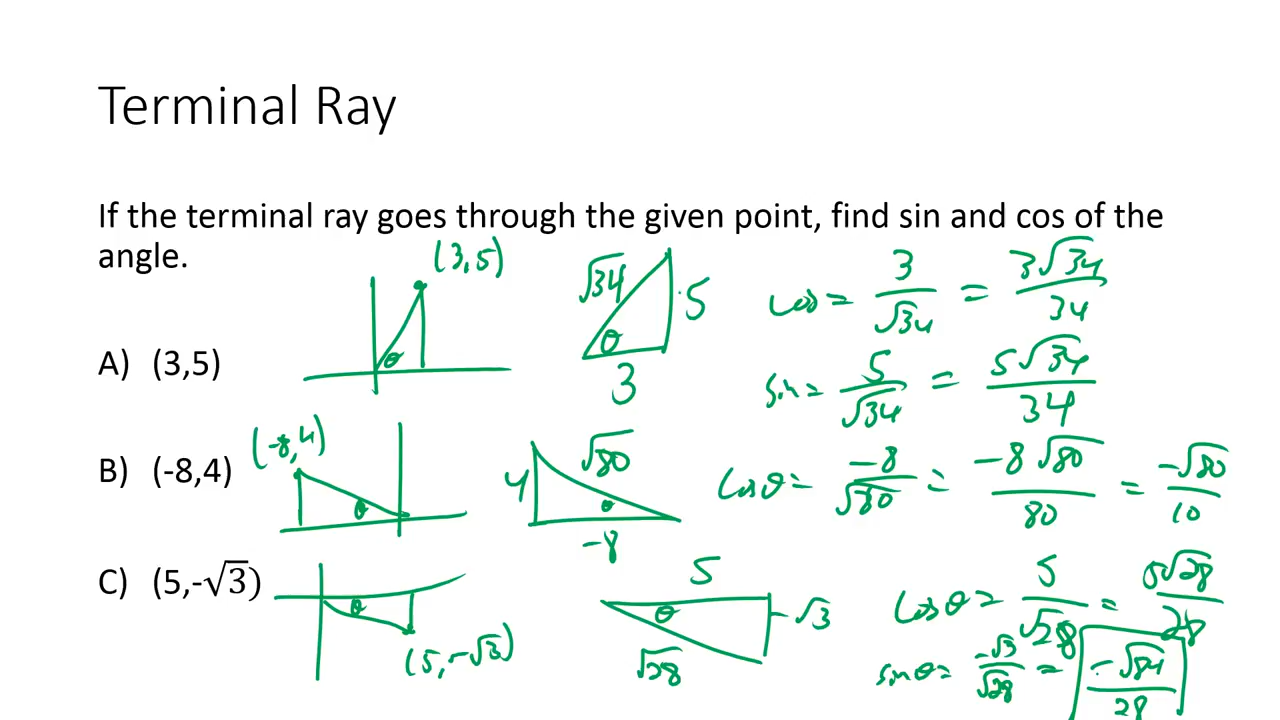 Terminal Ray
If the terminal ray goes through the given point, find sin and cos of the
angle.
A) (3,5)
(3,5)
θ
√34
5
θ
3
cos = 3/√34 = 3√34/34
sin = 5/√34 = 5√34/34
B) (-8,4)
(-8,4)
θ
4
√80
θ
-8
cosθ = -8/√80 = -8√80/80 = -√80/10
C) (5,-√3)
θ
(5,-√3)
5
θ
-√3
√28
cosθ = 5/√28 = 5√28/28
sinθ = -√3/√28 = -√84/28